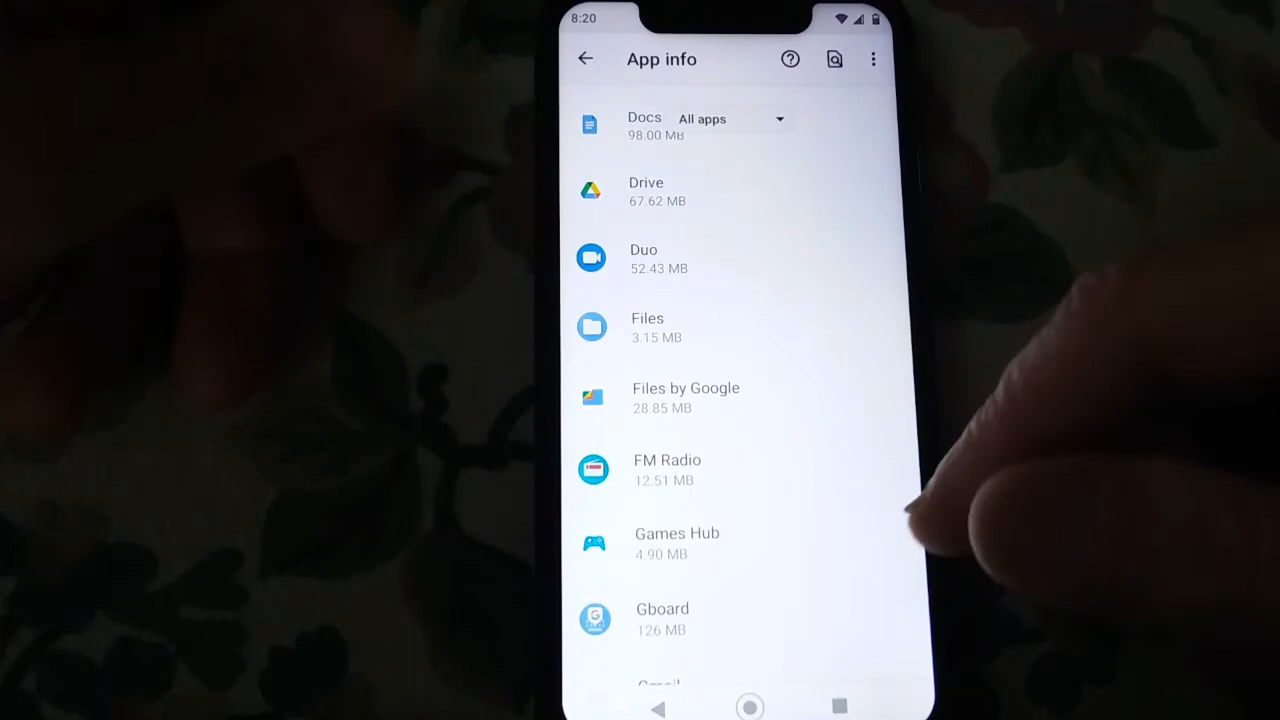 8:20
App info
Docs All apps
98.00 MB
Drive
67.62 MB
Duo
52.43 MB
Files
3.15 MB
Files by Google
28.85 MB
FM Radio
12.51 MB
Games Hub
4.90 MB
Gboard
126 MB
Gmail